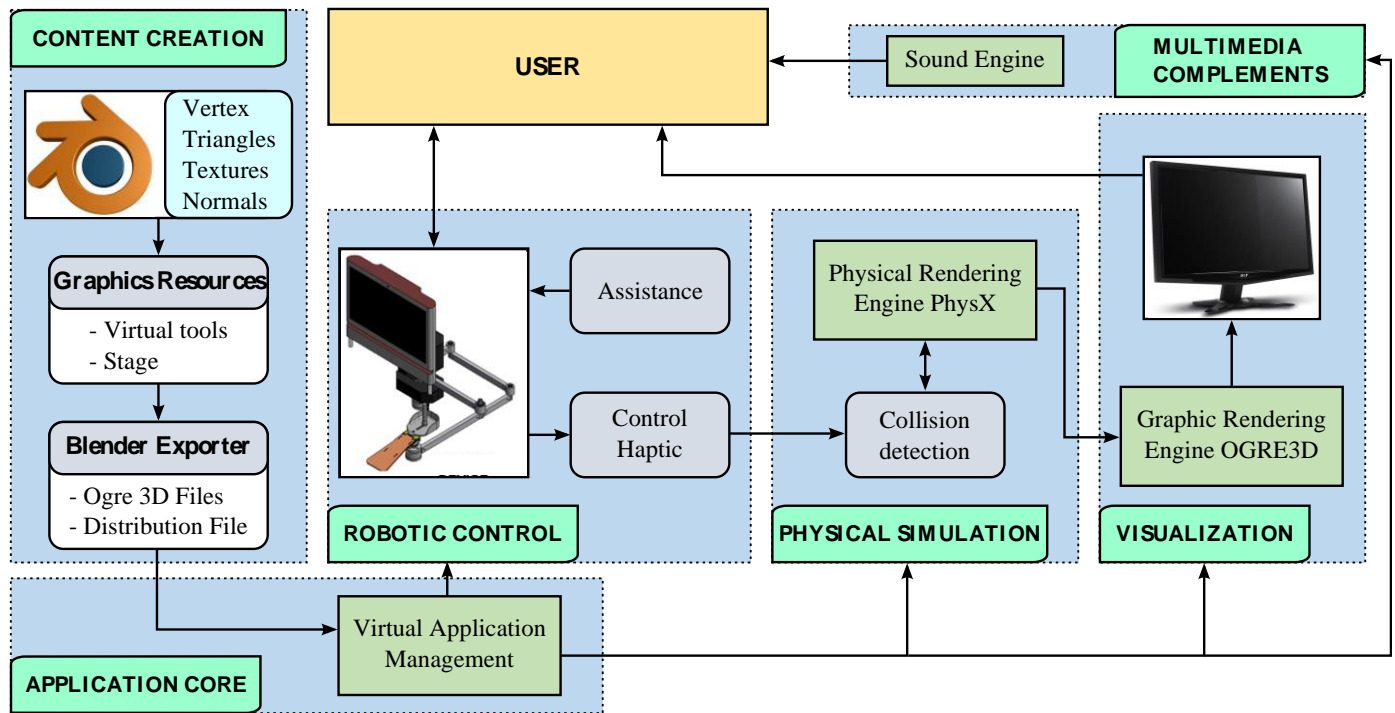 CONTENT CREATION
Vertex
Triangles
Textures
Normals
Graphics Resources
- Virtual tools
- Stage
Blender Exporter
- Ogre 3D Files
- Distribution File
USER
Sound Engine
MULTIMEDIA
COMPLEMENTS
Assistance
Control
Haptic
ROBOTIC CONTROL
Physical Rendering
Engine PhysX
Collision
detection
PHYSICAL SIMULATION
Graphic Rendering
Engine OGRE3D
VISUALIZATION
Virtual Application
Management
APPLICATION CORE